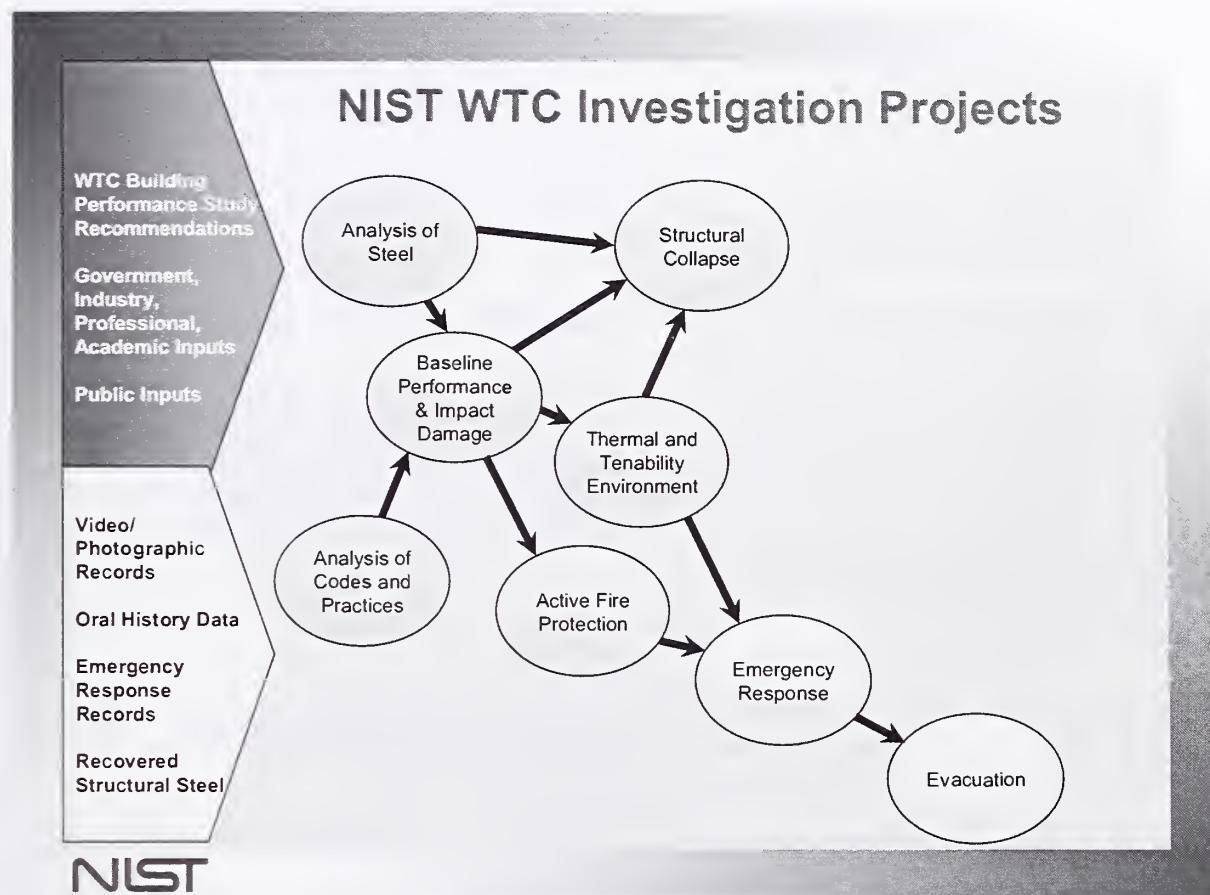 NIST WTC Investigation Projects
WTC Building
Performance Study
Recommendations
Government,
Industry,
Professional,
Academic Inputs
Public Inputs
Video/
Photographic
Records
Oral History Data
Emergency
Response
Records
Recovered
Structural Steel
Analysis of
Steel
Structural
Collapse
Baseline
Performance
& Impact
Damage
Thermal and
Tenability
Environment
Analysis of
Codes and
Practices
Active Fire
Protection
Emergency
Response
Evacuation
NIST